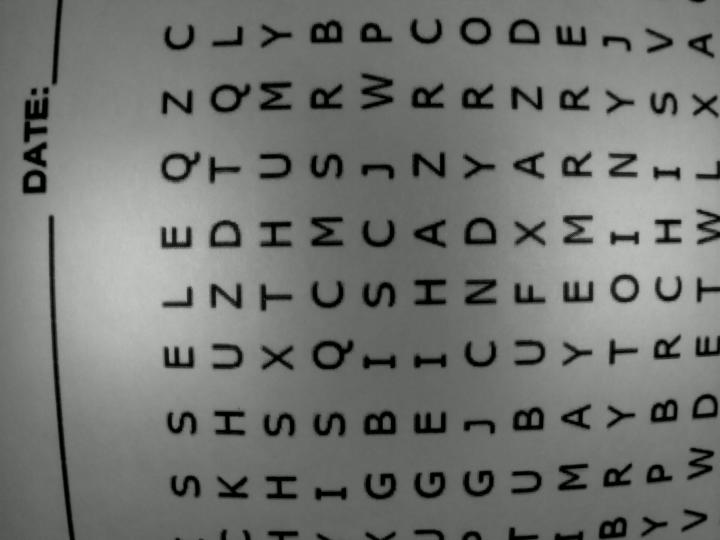 DATE:
S S E L E Q Z C
K H U Z D T Q L
H S X T H U M Y
I S Q C M S R B
G B I S C J W P
G E I H A Z R C
G J C N D Y R O
U B U F X A Z D
I M A Y E M R R E
B R Y T O I N Y J
Y P B R C H I S V
V W D E T W L X A